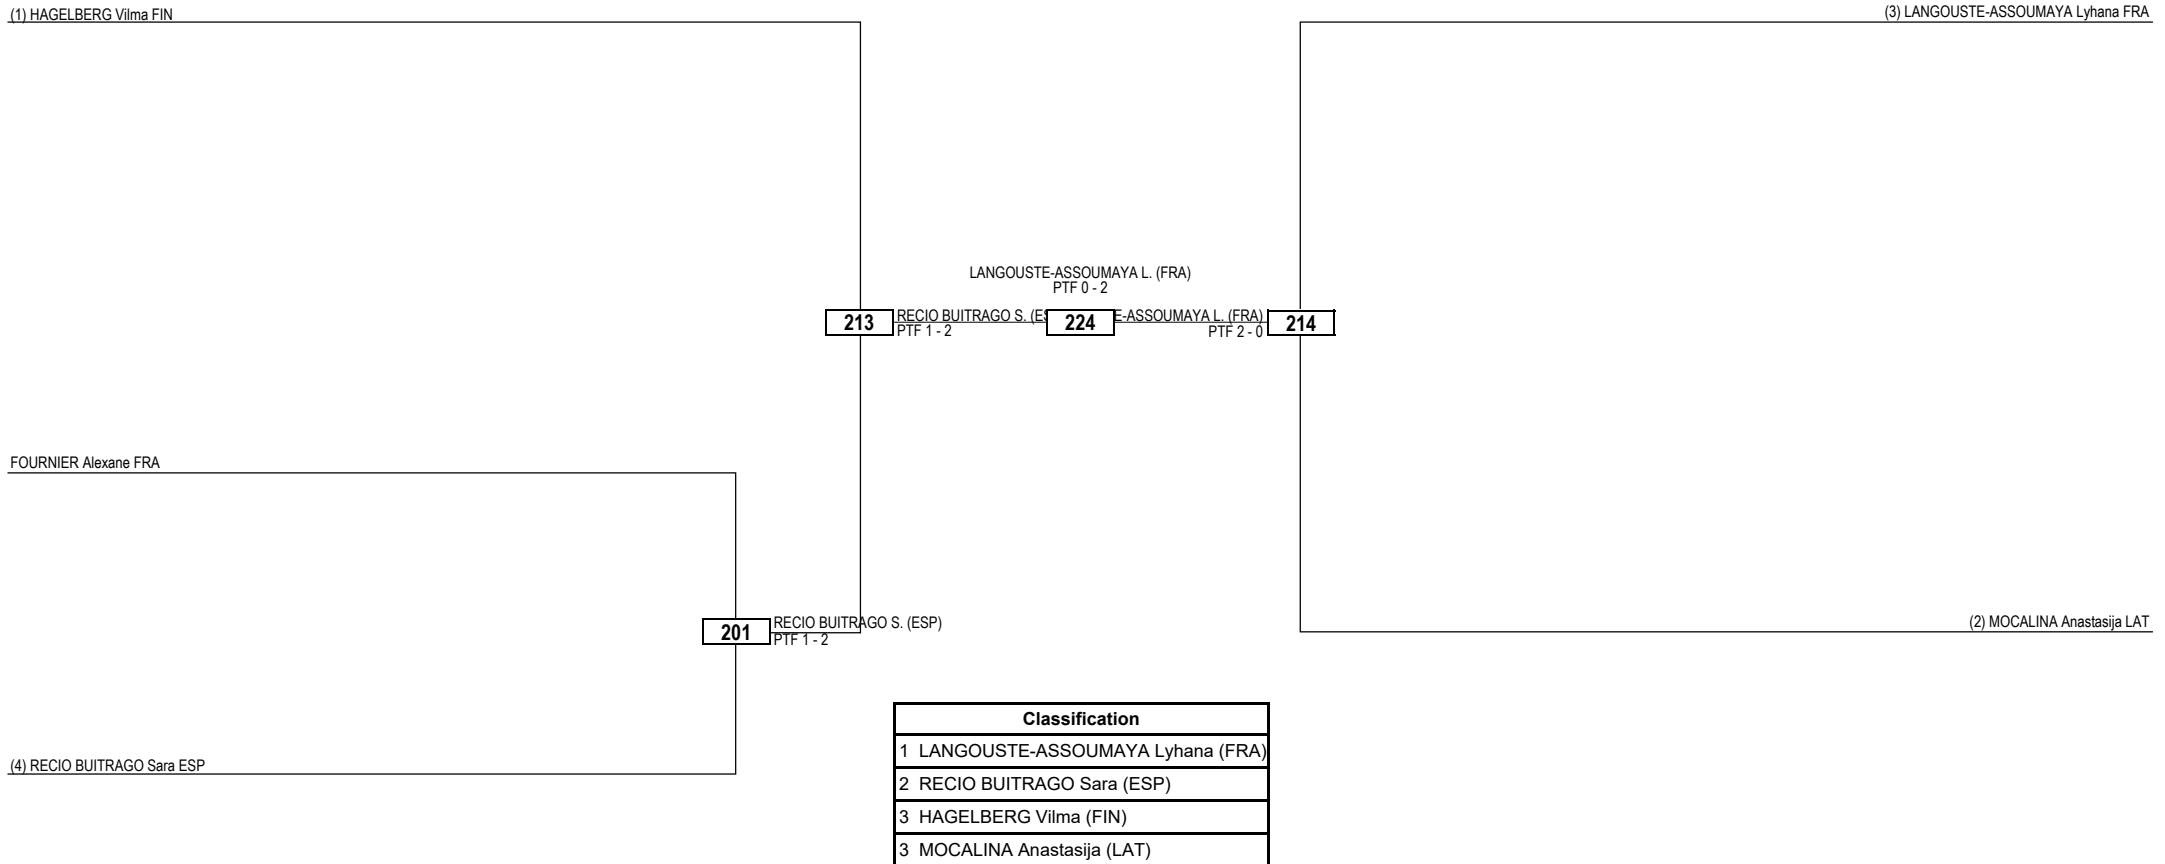 (1) HAGELBERG Vilma FIN
(3) LANGOUSTE-ASSOUMAYA Lyhana FRA
LANGOUSTE-ASSOUMAYA L. (FRA)
PTF 0 - 2
213
RECIO BUITRAGO S. (ES
PTF 1 - 2
224
E-ASSOUMAYA L. (FRA)
PTF 2 - 0
214
FOURNIER Alexane FRA
201
RECIO BUITRAGO S. (ESP)
PTF 1 - 2
(2) MOCALINA Anastasija LAT
(4) RECIO BUITRAGO Sara ESP
Classification
1 LANGOUSTE-ASSOUMAYA Lyhana (FRA)
2 RECIO BUITRAGO Sara (ESP)
3 HAGELBERG Vilma (FIN)
3 MOCALINA Anastasija (LAT)